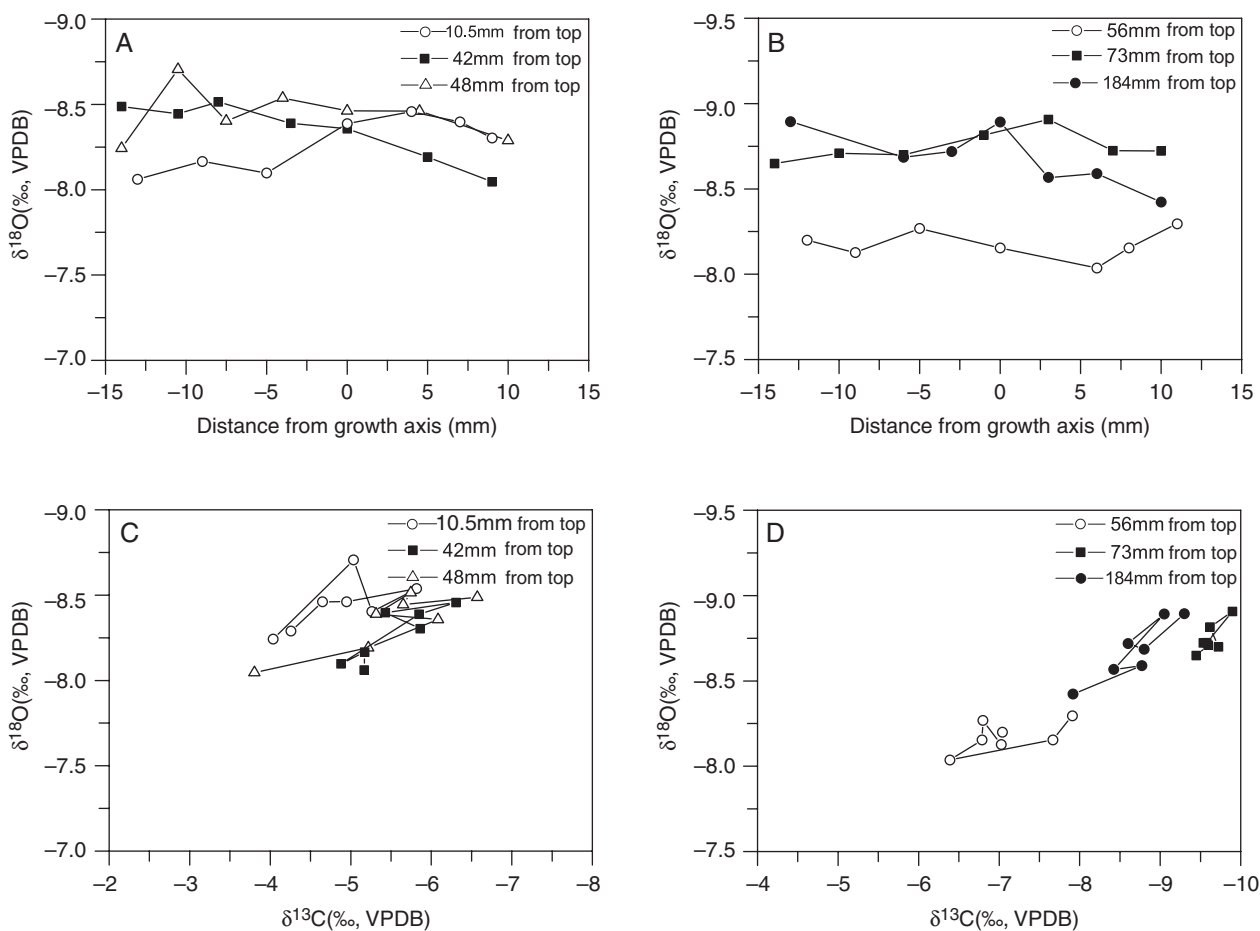 A
10.5mm from top
42mm from top
48mm from top
–9.0
–8.5
–8.0
–7.5
–7.0
δ18O(‰, VPDB)
–15
–10
–5
0
5
10
15
Distance from growth axis (mm)
B
56mm from top
73mm from top
184mm from top
–9.5
–9.0
–8.5
–8.0
–7.5
δ18O(‰, VPDB)
–15
–10
–5
0
5
10
15
Distance from growth axis (mm)
C
10.5mm from top
42mm from top
48mm from top
–9.0
–8.5
–8.0
–7.5
–7.0
δ18O(‰, VPDB)
–2
–3
–4
–5
–6
–7
–8
δ13C(‰, VPDB)
D
56mm from top
73mm from top
184mm from top
–9.5
–9.0
–8.5
–8.0
–7.5
δ18O(‰, VPDB)
–4
–5
–6
–7
–8
–9
–10
δ13C(‰, VPDB)